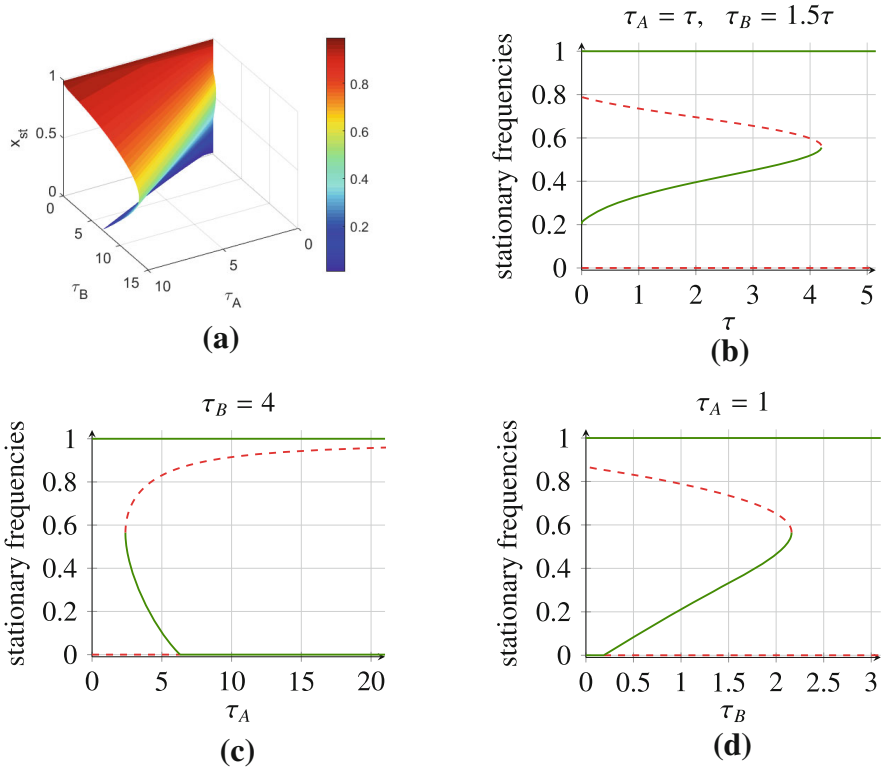 1
0.5
0
x_st
0
5
10
15
τ_B
10
5
0
τ_A
0.8
0.6
0.4
0.2
(a)
τ_A = τ, τ_B = 1.5τ
stationary frequencies
1
0.8
0.6
0.4
0.2
0
0 1 2 3 4 5
τ
(b)
τ_B = 4
stationary frequencies
1
0.8
0.6
0.4
0.2
0
0 5 10 15 20
τ_A
(c)
τ_A = 1
stationary frequencies
1
0.8
0.6
0.4
0.2
0
0 0.5 1 1.5 2 2.5 3
τ_B
(d)